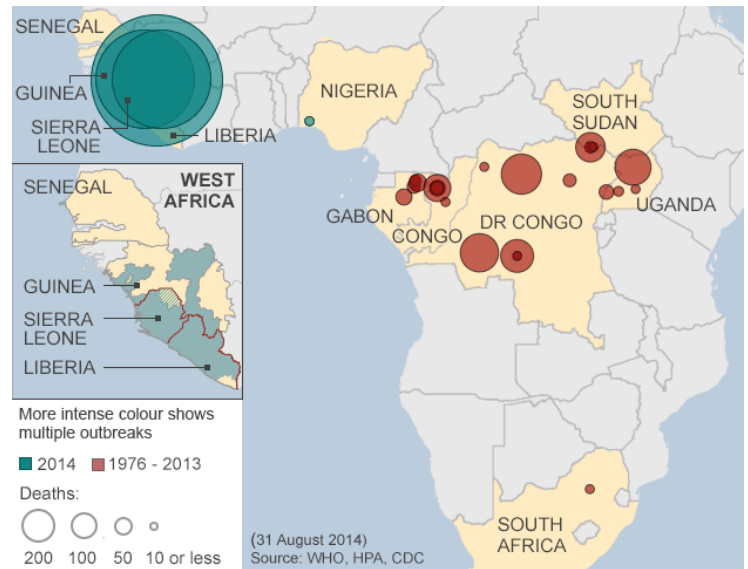 SENEGAL
GUINEA
SIERRA
LEONE
LIBERIA
NIGERIA
SOUTH
SUDAN
GABON
CONGO
DR CONGO
UGANDA
SENEGAL
WEST
AFRICA
GUINEA
SIERRA
LEONE
LIBERIA
More intense colour shows
multiple outbreaks
2014 1976 - 2013
Deaths:
200 100 50 10 or less
SOUTH
AFRICA
(31 August 2014)
Source: WHO, HPA, CDC